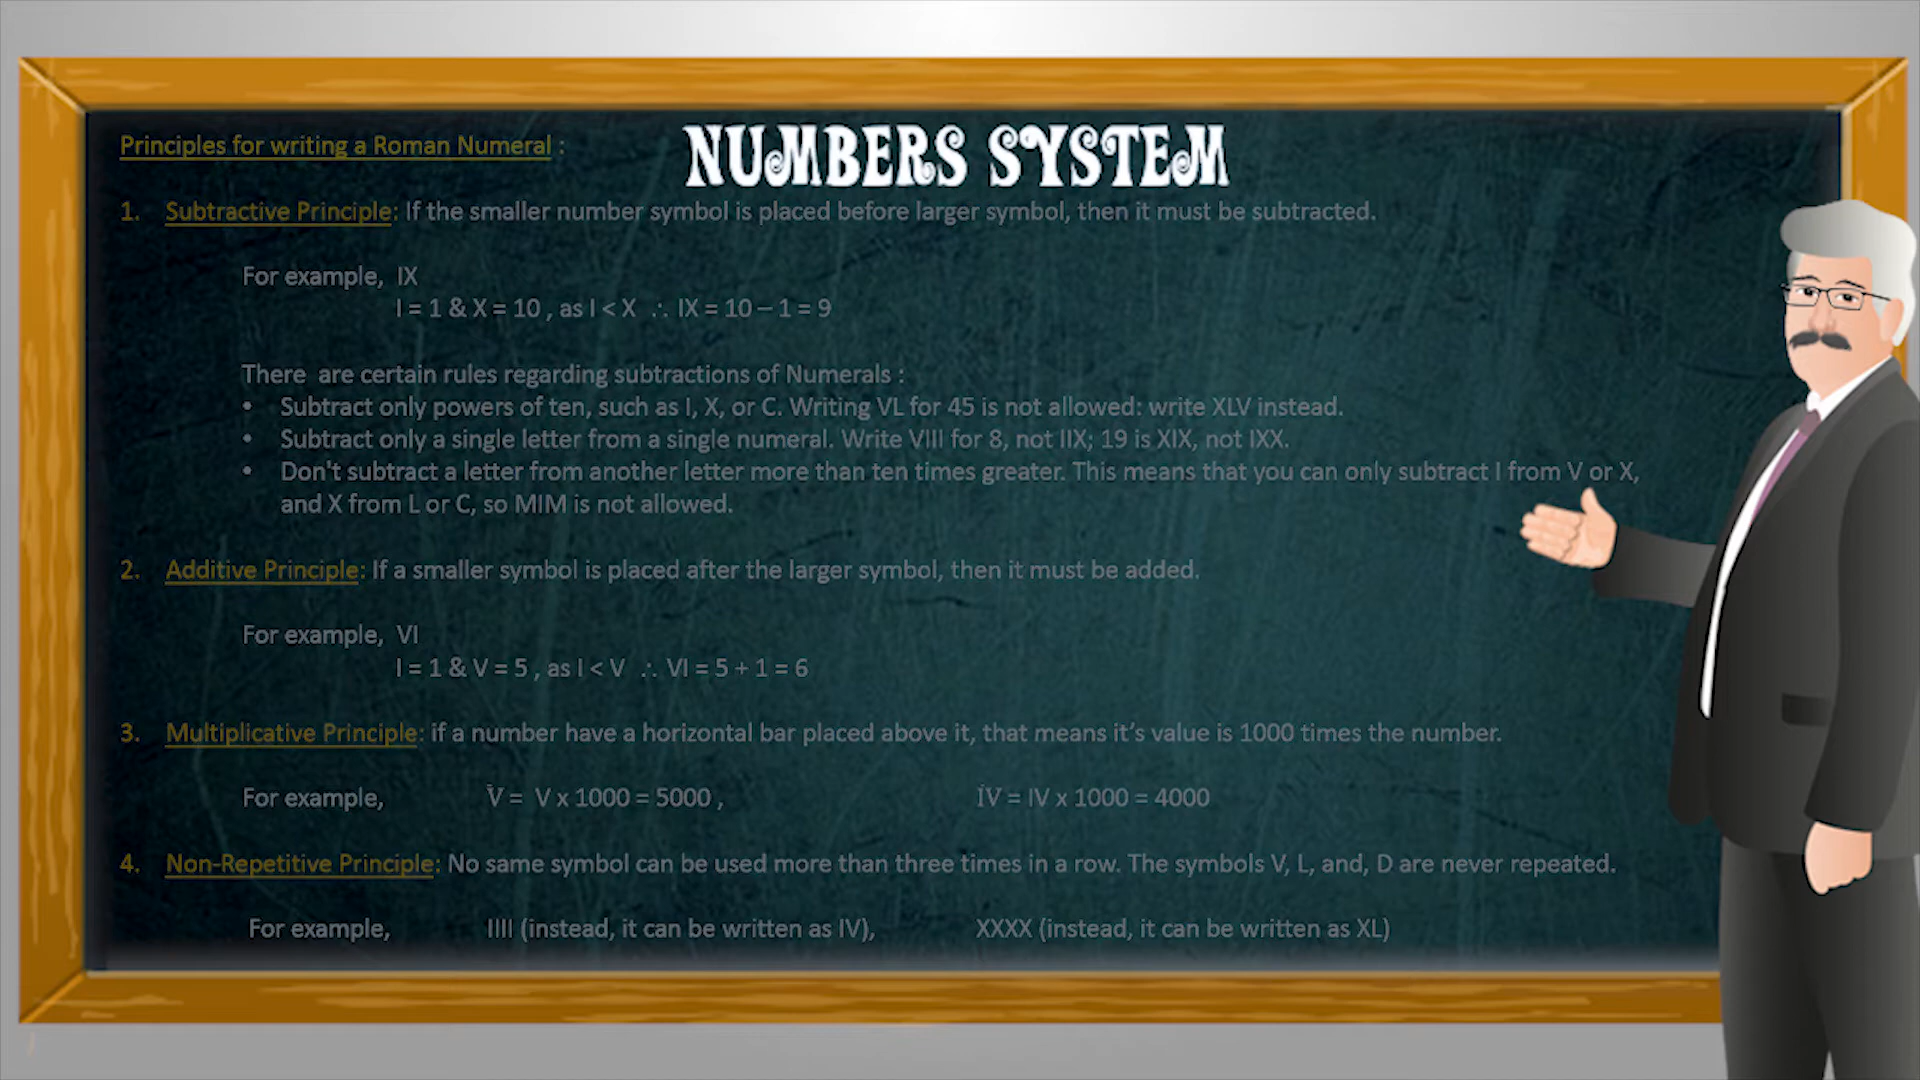 NUMBERS SYSTEM
Principles for writing a Roman Numeral :
1. Subtractive Principle: If the smaller number symbol is placed before larger symbol, then it must be subtracted.
For example, IX
I = 1 & X = 10 , as I < X ∴ IX = 10 – 1 = 9
There are certain rules regarding subtractions of Numerals :
• Subtract only powers of ten, such as I, X, or C. Writing VL for 45 is not allowed: write XLV instead.
• Subtract only a single letter from a single numeral. Write VIII for 8, not IIX; 19 is XIX, not IXX.
• Don't subtract a letter from another letter more than ten times greater. This means that you can only subtract I from V or X,
and X from L or C, so MIM is not allowed.
2. Additive Principle: If a smaller symbol is placed after the larger symbol, then it must be added.
For example, VI
I = 1 & V = 5 , as I < V ∴ VI = 5 + 1 = 6
3. Multiplicative Principle: if a number have a horizontal bar placed above it, that means it’s value is 1000 times the number.
For example, V̅ = V x 1000 = 5000 , I̅V̅ = IV x 1000 = 4000
4. Non-Repetitive Principle: No same symbol can be used more than three times in a row. The symbols V, L, and, D are never repeated.
For example, IIII (instead, it can be written as IV), XXXX (instead, it can be written as XL)